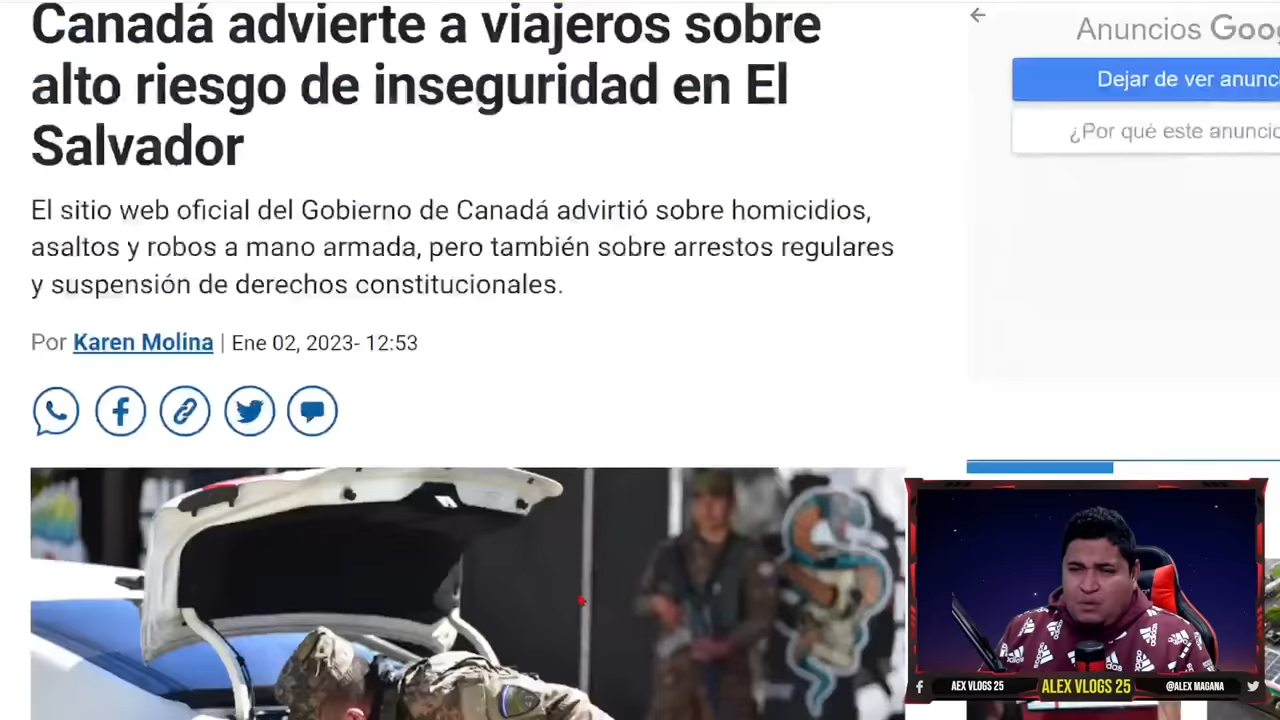 Canadá advierte a viajeros sobre
alto riesgo de inseguridad en El
Salvador
El sitio web oficial del Gobierno de Canadá advirtió sobre homicidios,
asaltos y robos a mano armada, pero también sobre arrestos regulares
y suspensión de derechos constitucionales.
Por Karen Molina | Ene 02, 2023- 12:53
Anuncios Goog
Dejar de ver anunc
¿Por qué este anuncio
adidas
AEX VLOGS 25
ALEX VLOGS 25
@ALEX MAGANA